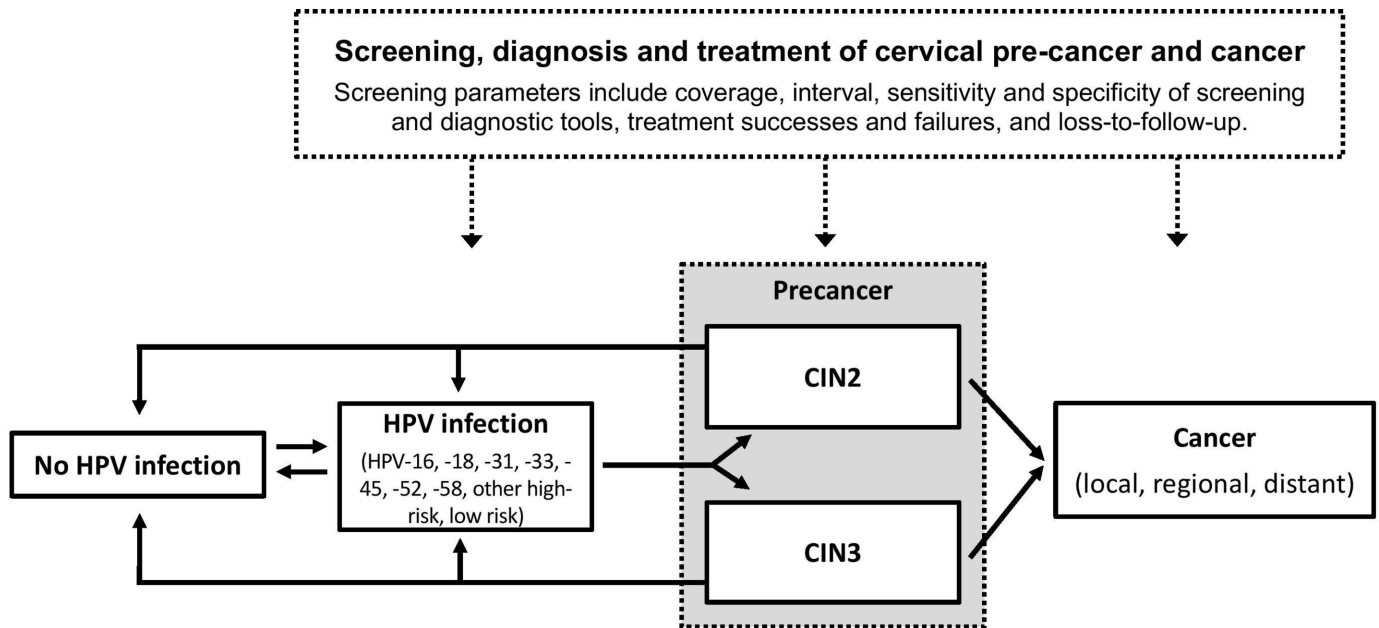 Screening, diagnosis and treatment of cervical pre-cancer and cancer
Screening parameters include coverage, interval, sensitivity and specificity of screening
and diagnostic tools, treatment successes and failures, and loss-to-follow-up.
Precancer
CIN2
No HPV infection
HPV infection
(HPV-16, -18, -31, -33, -
45, -52, -58, other high-
risk, low risk)
CIN3
Cancer
(local, regional, distant)